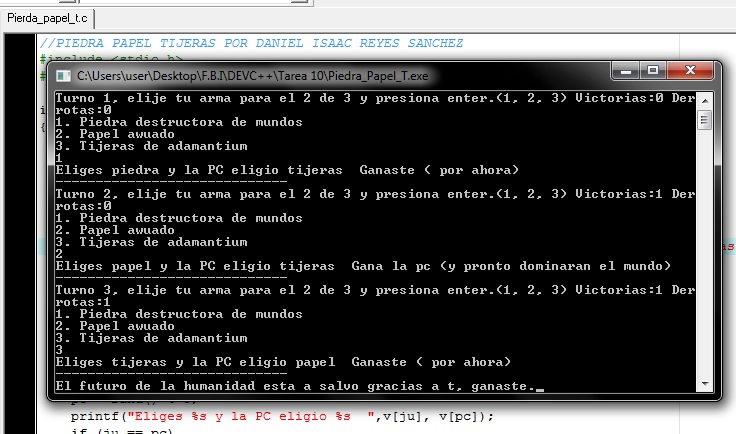 Pierda_papel_t.c
//PIEDRA PAPEL TIJERAS POR DANIEL ISAAC REYES SANCHEZ
#include <stdio.h>
#
C:\Users\user\Desktop\F.B.I\DEVC++\Tarea 10\Piedra_Papel_T.exe
i
{
Turno 1, elije tu arma para el 2 de 3 y presiona enter.(1, 2, 3) Victorias:0 Der
rotas:0
1. Piedra destructora de mundos
2. Papel awuado
3. Tijeras de adamantium
1
Eliges piedra y la PC eligio tijeras  Ganaste ( por ahora)
-----------------------------
Turno 2, elije tu arma para el 2 de 3 y presiona enter.(1, 2, 3) Victorias:1 Der
rotas:0
1. Piedra destructora de mundos
2. Papel awuado
3. Tijeras de adamantium
2
Eliges papel y la PC eligio tijeras  Gana la pc (y pronto dominaran el mundo)
-----------------------------
Turno 3, elije tu arma para el 2 de 3 y presiona enter.(1, 2, 3) Victorias:1 Der
rotas:1
1. Piedra destructora de mundos
2. Papel awuado
3. Tijeras de adamantium
3
Eliges tijeras y la PC eligio papel  Ganaste ( por ahora)
-----------------------------
El futuro de la humanidad esta a salvo gracias a t, ganaste._
printf("Eliges %s y la PC eligio %s  ",v[ju], v[pc]);
if (ju == pc)